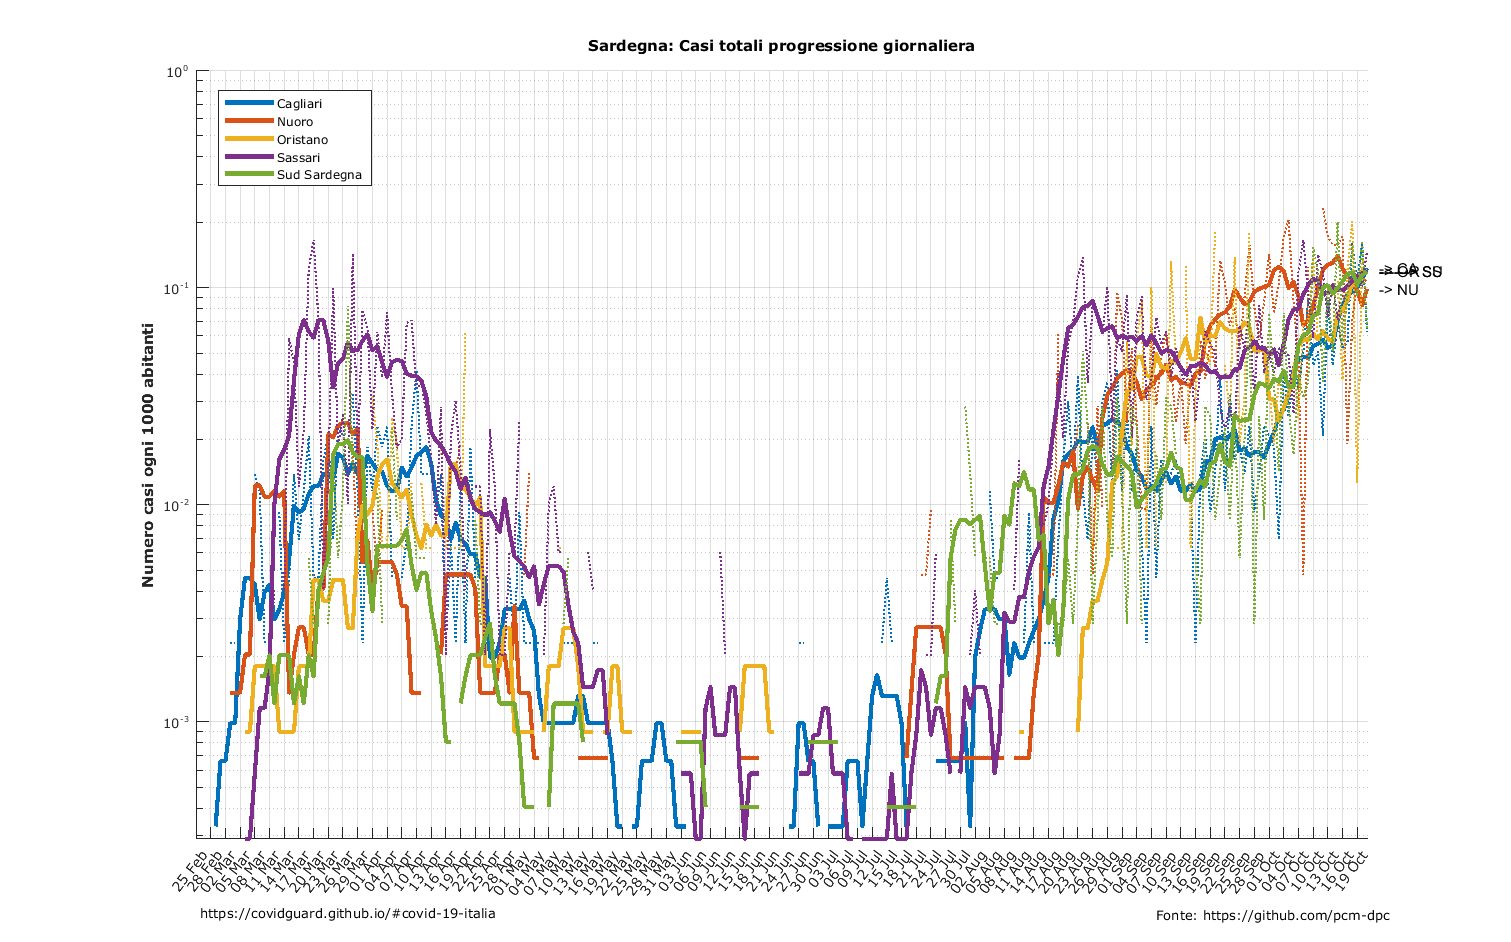 Sardegna: Casi totali progressione giornaliera
10^0
10^-1
10^-2
10^-3
Numero casi ogni 1000 abitanti
Cagliari
Nuoro
Oristano
Sassari
Sud Sardegna
-> CA
-> NU
25 Feb
28 Feb
02 Mar
05 Mar
08 Mar
11 Mar
14 Mar
17 Mar
20 Mar
23 Mar
26 Mar
29 Mar
01 Apr
04 Apr
07 Apr
10 Apr
13 Apr
16 Apr
19 Apr
22 Apr
25 Apr
28 Apr
01 May
04 May
07 May
10 May
13 May
16 May
19 May
22 May
25 May
28 May
31 May
03 Jun
06 Jun
09 Jun
12 Jun
15 Jun
18 Jun
21 Jun
24 Jun
27 Jun
30 Jun
03 Jul
06 Jul
09 Jul
12 Jul
15 Jul
18 Jul
21 Jul
24 Jul
27 Jul
30 Jul
02 Aug
05 Aug
08 Aug
11 Aug
14 Aug
17 Aug
20 Aug
23 Aug
26 Aug
29 Aug
01 Sep
04 Sep
07 Sep
10 Sep
13 Sep
16 Sep
19 Sep
22 Sep
25 Sep
28 Sep
01 Oct
04 Oct
07 Oct
10 Oct
13 Oct
16 Oct
19 Oct
https://covidguard.github.io/#covid-19-italia
Fonte: https://github.com/pcm-dpc